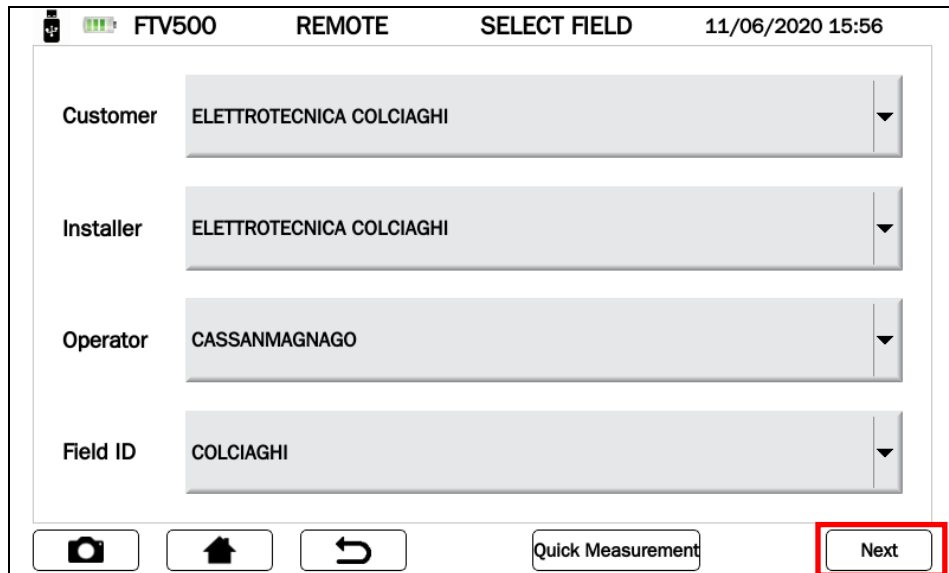 FTV500 REMOTE SELECT FIELD 11/06/2020 15:56
Customer ELETTROTECNICA COLCIAGHI
Installer ELETTROTECNICA COLCIAGHI
Operator CASSANMAGNAGO
Field ID COLCIAGHI
Quick Measurement Next